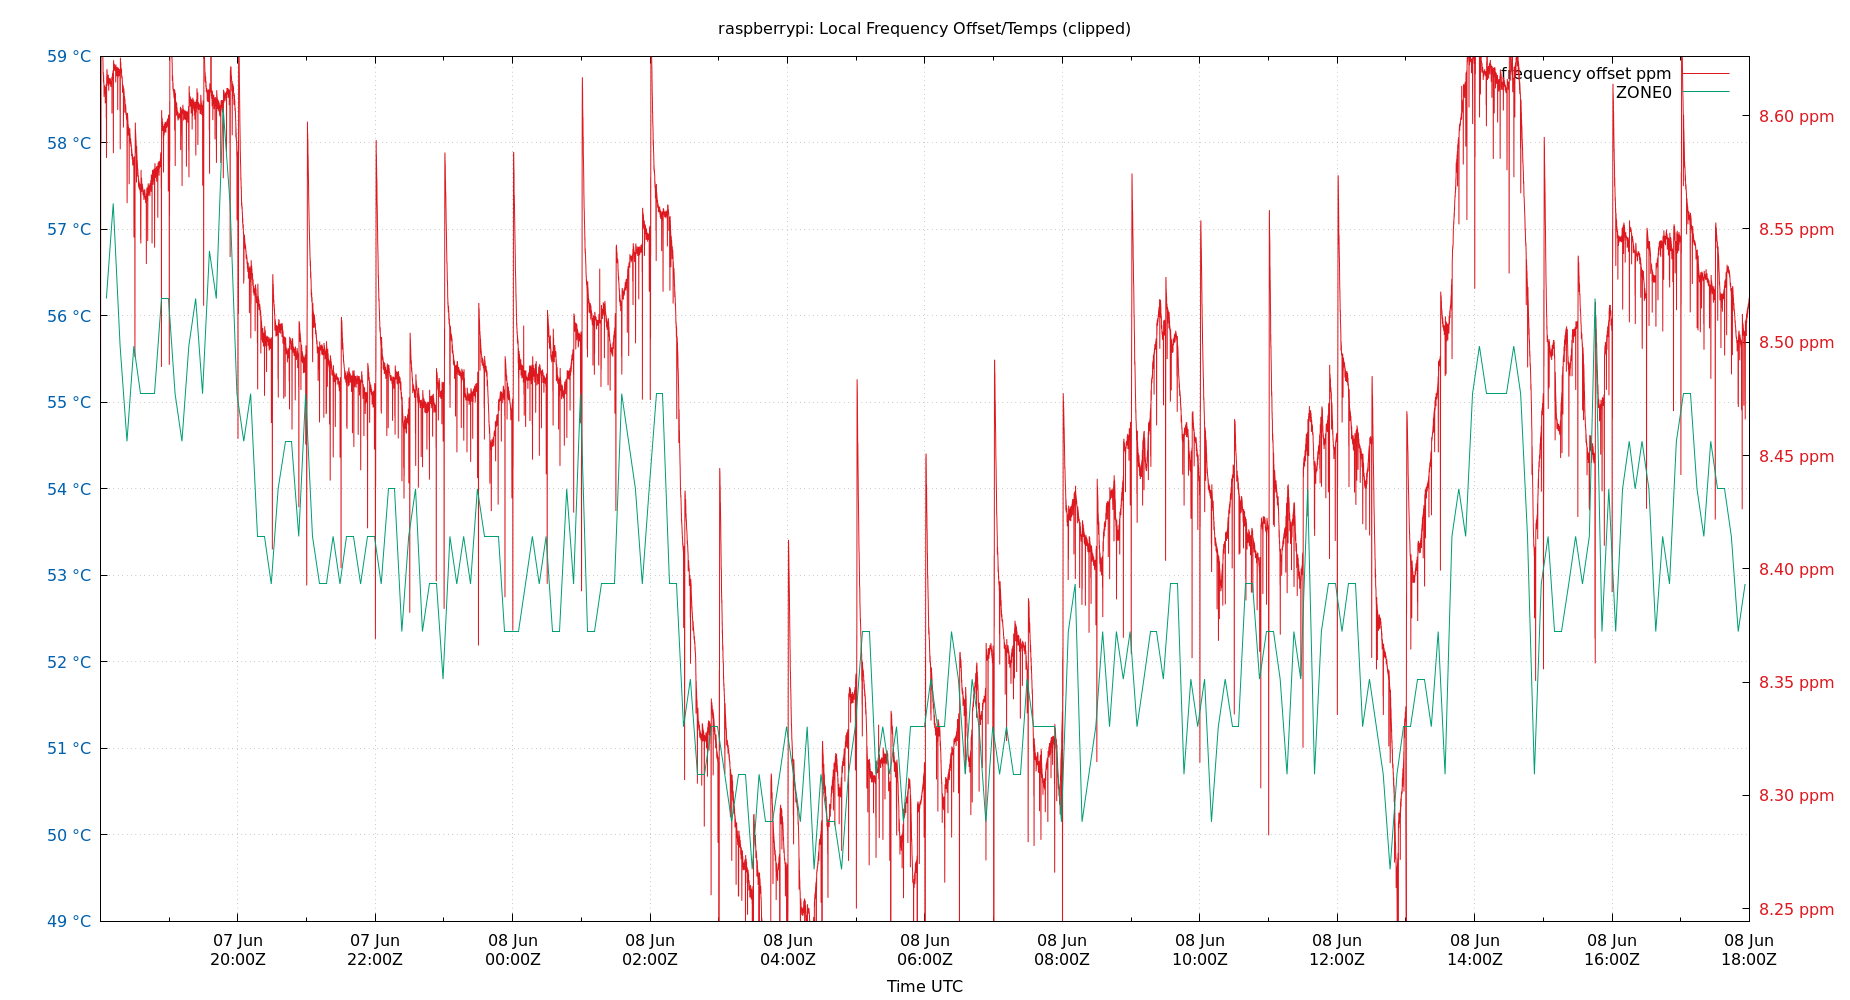 raspberrypi: Local Frequency Offset/Temps (clipped)
59 °C
58 °C
57 °C
56 °C
55 °C
54 °C
53 °C
52 °C
51 °C
50 °C
49 °C
frequency offset ppm
ZONE0
8.60 ppm
8.55 ppm
8.50 ppm
8.45 ppm
8.40 ppm
8.35 ppm
8.30 ppm
8.25 ppm
07 Jun 07 Jun 08 Jun 08 Jun 08 Jun 08 Jun 08 Jun 08 Jun 08 Jun 08 Jun 08 Jun 08 Jun
20:00Z 22:00Z 00:00Z 02:00Z 04:00Z 06:00Z 08:00Z 10:00Z 12:00Z 14:00Z 16:00Z 18:00Z
Time UTC